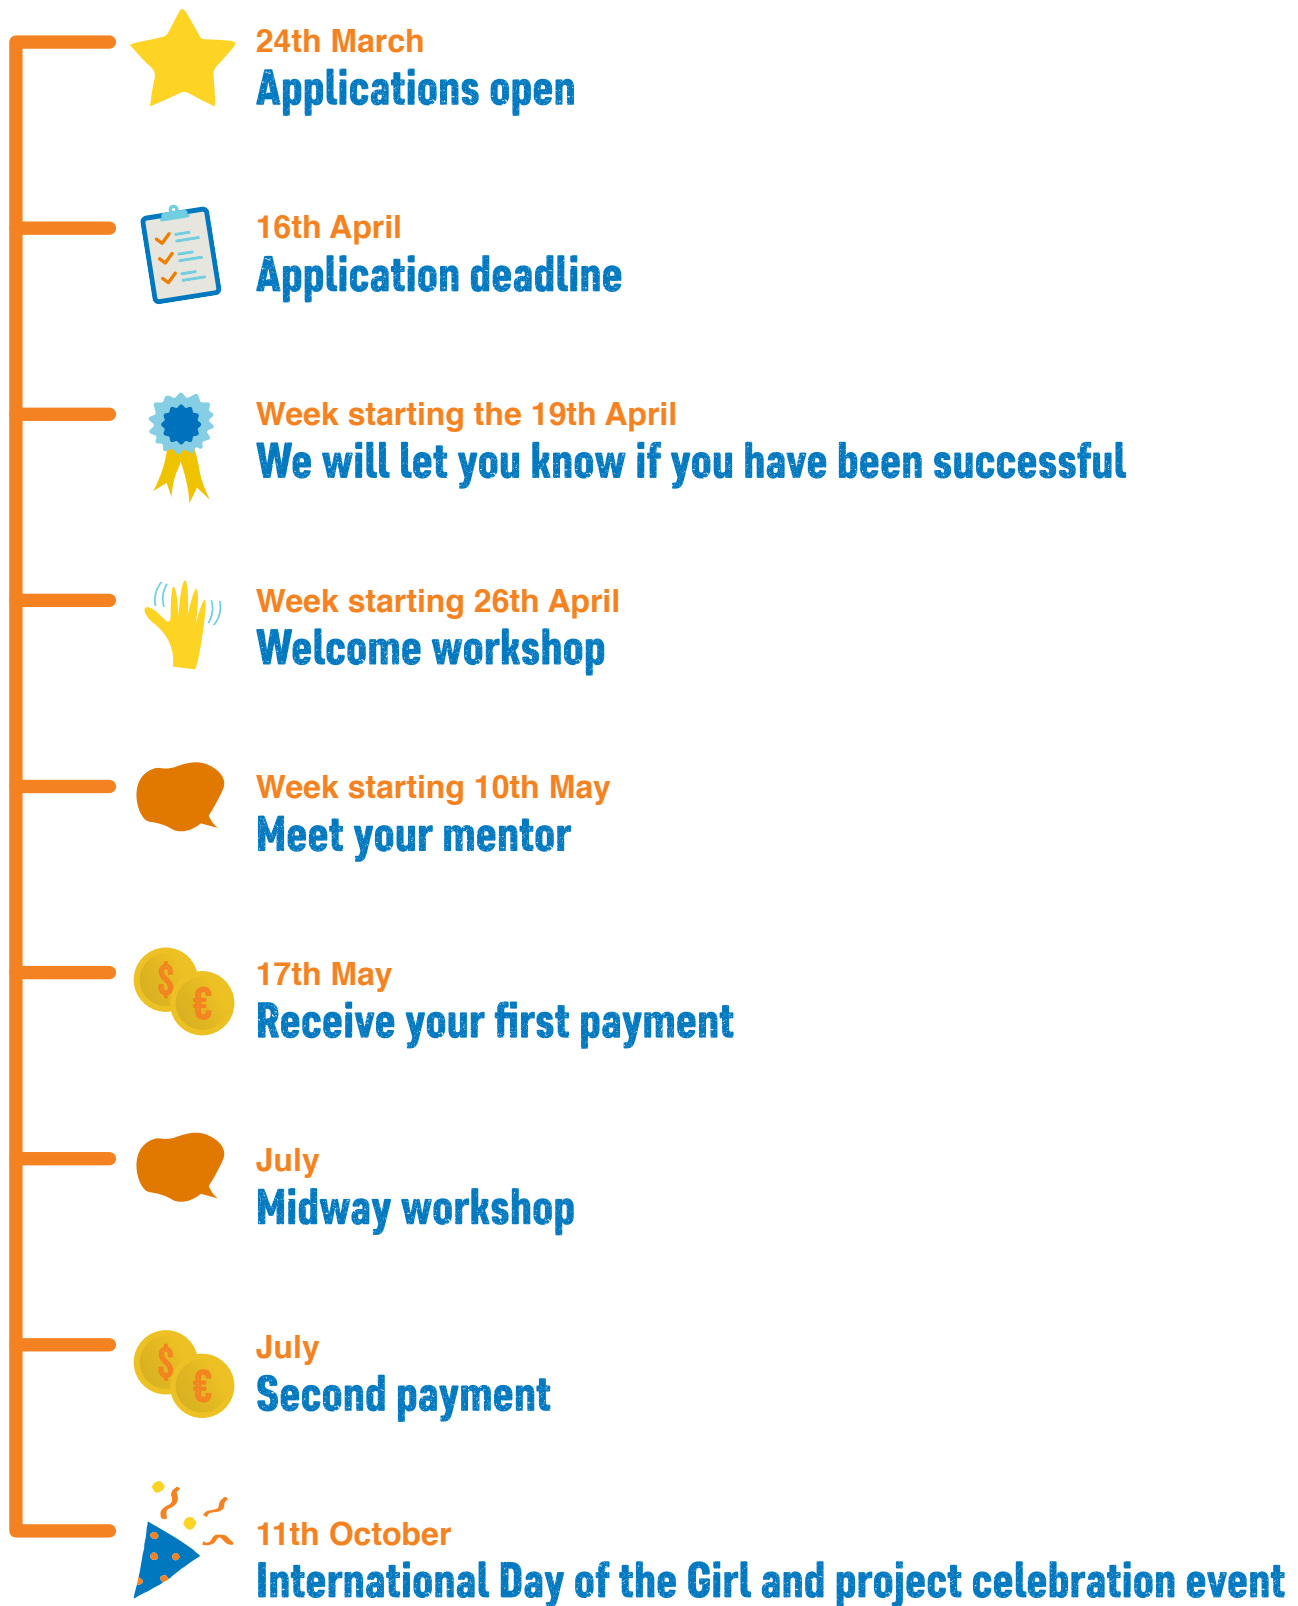 24th March
Applications open
16th April
Application deadline
Week starting the 19th April
We will let you know if you have been successful
Week starting 26th April
Welcome workshop
Week starting 10th May
Meet your mentor
$
€
17th May
Receive your first payment
July
Midway workshop
$
€
July
Second payment
11th October
International Day of the Girl and project celebration event